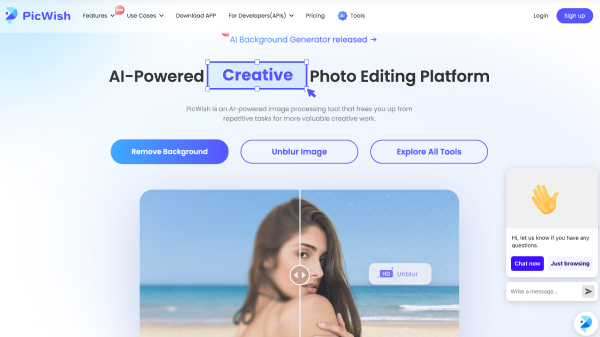 PicWish
Features
NEW
Use Cases
Download APP
For Developers(APIs)
Pricing
AI
Tools
Login
Sign up
AI Background Generator released →
AI-Powered Creative Photo Editing Platform
PicWish is an AI-powered image processing tool that frees you up from
repetitive tasks for more valuable creative work.
Remove Background
Unblur Image
Explore All Tools
HD Unblur
Hi, let us know if you have any
questions.
Chat now
Just browsing
Write a message...